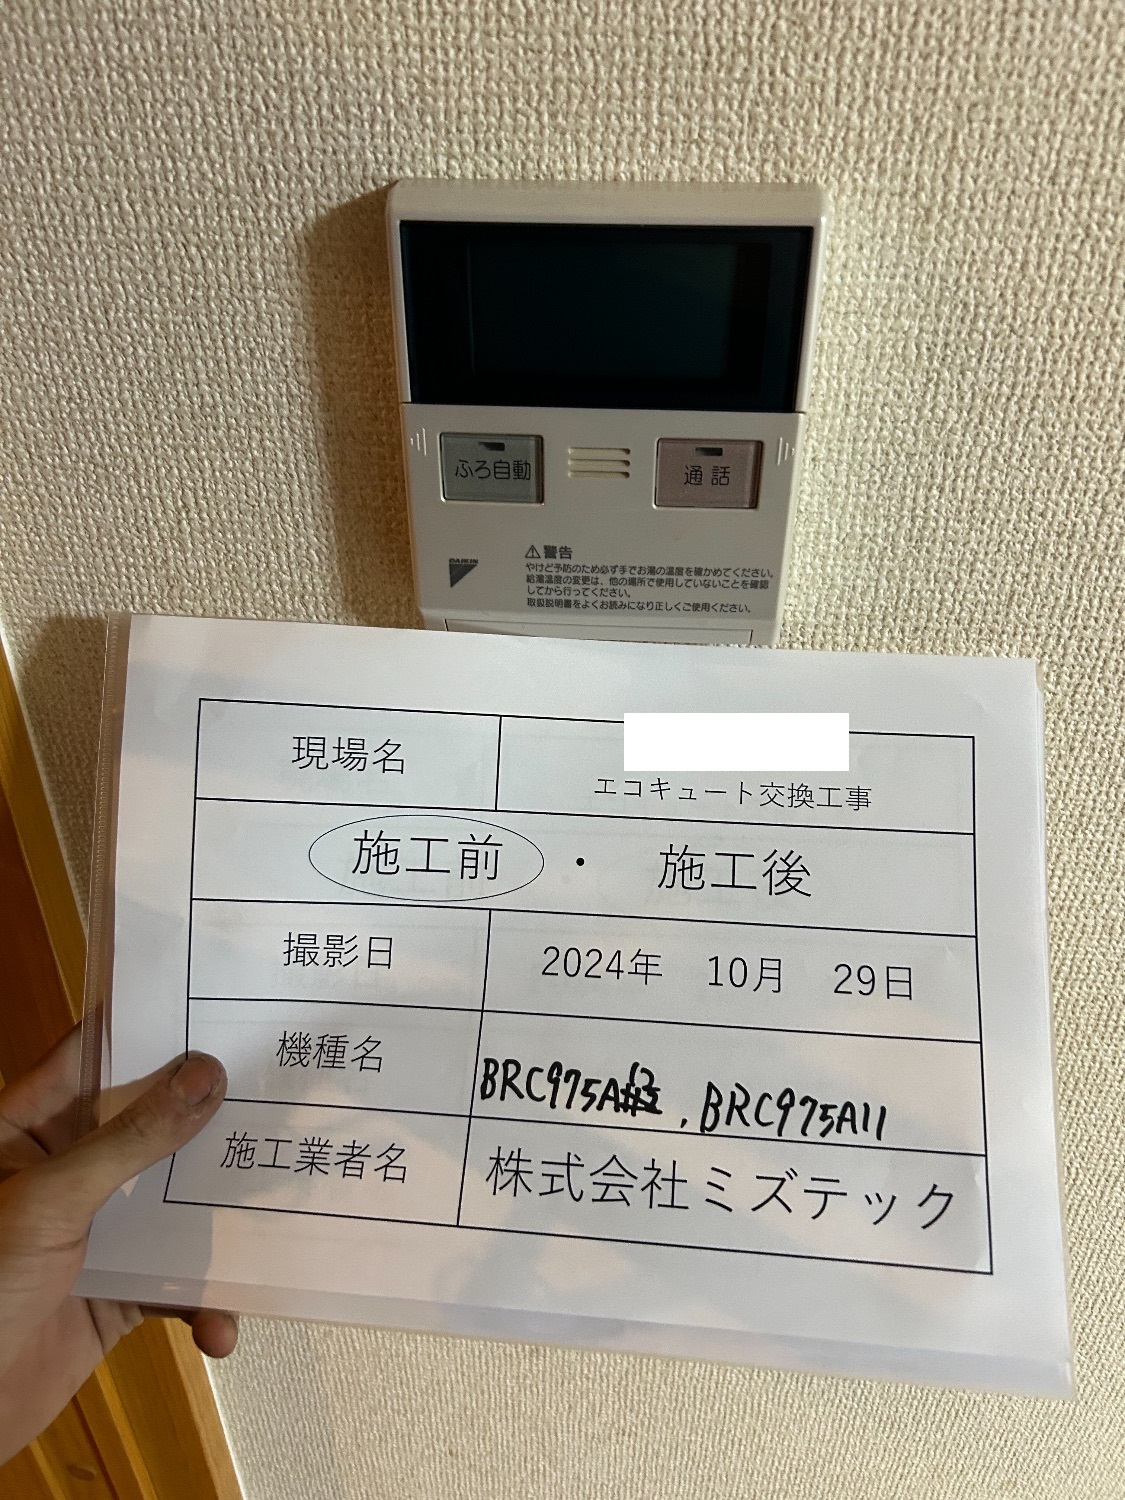 ふろ自動
通話
DAIKIN
⚠警告
やけど予防のため必ず手でお湯の温度を確かめてください。
給湯温度の変更は、他の場所で使用していないことを確認
してから行ってください。
取扱説明書をよくお読みになり正しくご使用ください。
現場名
エコキュート交換工事
施工前・施工後
撮影日 2024年 10月 29日
機種名 BRC975A12, BRC975A11
施工業者名 株式会社ミズテック